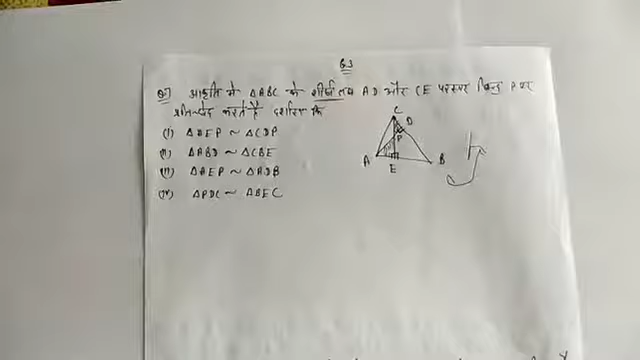 6.3
Q7 आकृति में ΔABC के शीर्ष लम्ब AD और CE परस्पर बिन्दु P पर
प्रतिच्छेद करते है दर्शाइए कि
(i) ΔAEP ~ ΔCDP
(ii) ΔABD ~ ΔCBE
(iii) ΔAEP ~ ΔADB
(iv) ΔPDC ~ ΔBEC
C
D
P
A
E
B